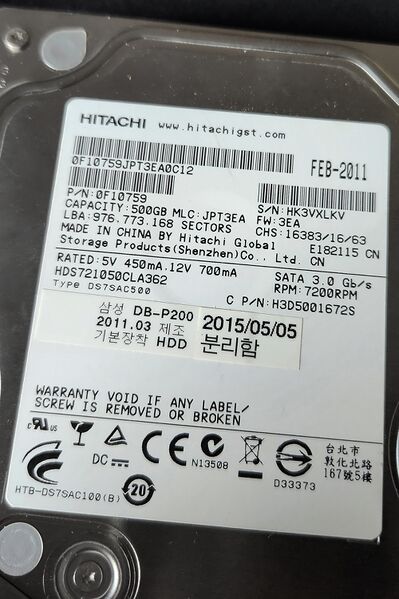 HITACHI www.hitachigst.com
0F10759JPT3EA0C12 FEB-2011
P/N:0F10759 S/N:HK3VXLKV
CAPACITY:500GB MLC:JPT3EA FW:3EA
LBA:976.773.168 SECTORS CHS:16383/16/63
MADE IN CHINA BY Hitachi Global E182115 CN
Storage Products(Shenzhen)Co., Ltd. CN
RATED:5V 450mA.12V 700mA SATA 3.0 Gb/s
HDS721050CLA362 RPM:7200RPM
Type DS7SAC500 C P/N:H3D5001672S
삼성 DB-P200
2011.03 제조
기본장착 HDD
2015/05/05
분리함
WARRANTY VOID IF ANY LABEL/
SCREW IS REMOVED OR BROKEN
c RU US
DC CE N13508 D33373
台北市
敦化北路
167號5樓
HTB-DS7SAC100(B) 20